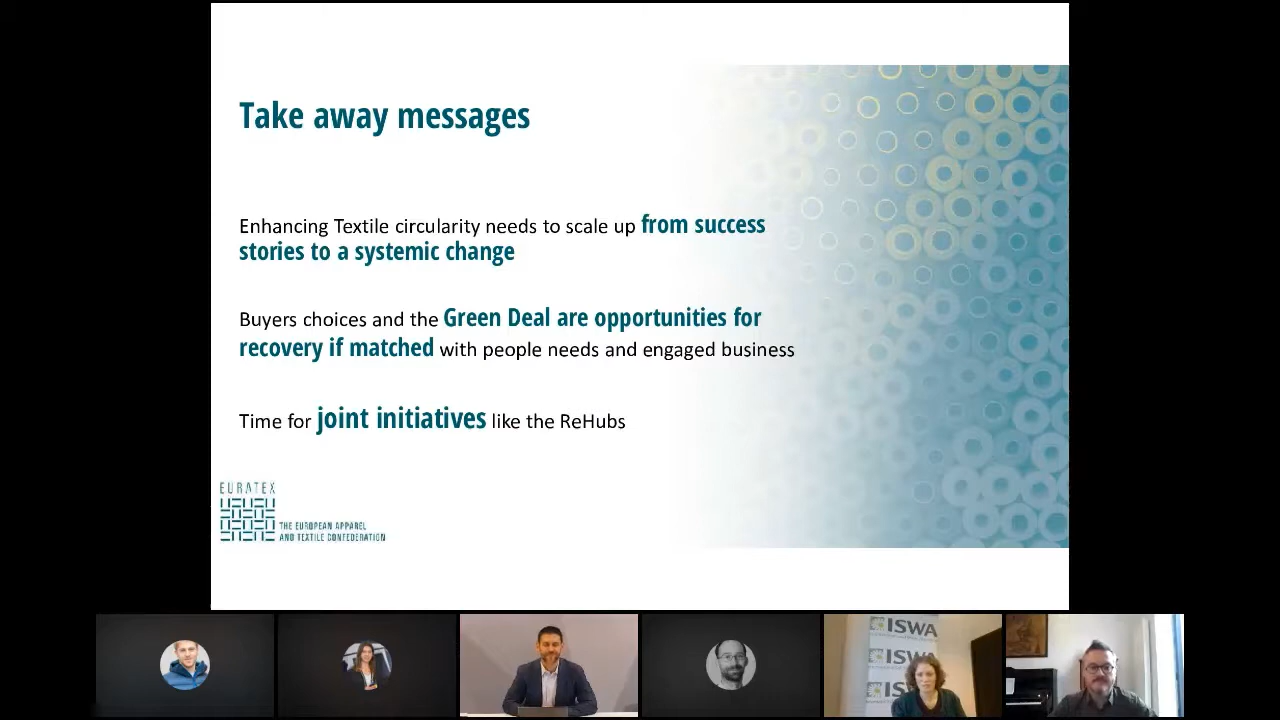 Take away messages
Enhancing Textile circularity needs to scale up from success
stories to a systemic change
Buyers choices and the Green Deal are opportunities for
recovery if matched with people needs and engaged business
Time for joint initiatives like the ReHubs
EURATEX
THE EUROPEAN APPAREL
AND TEXTILE CONFEDERATION
ISWA
ISWA
ISW